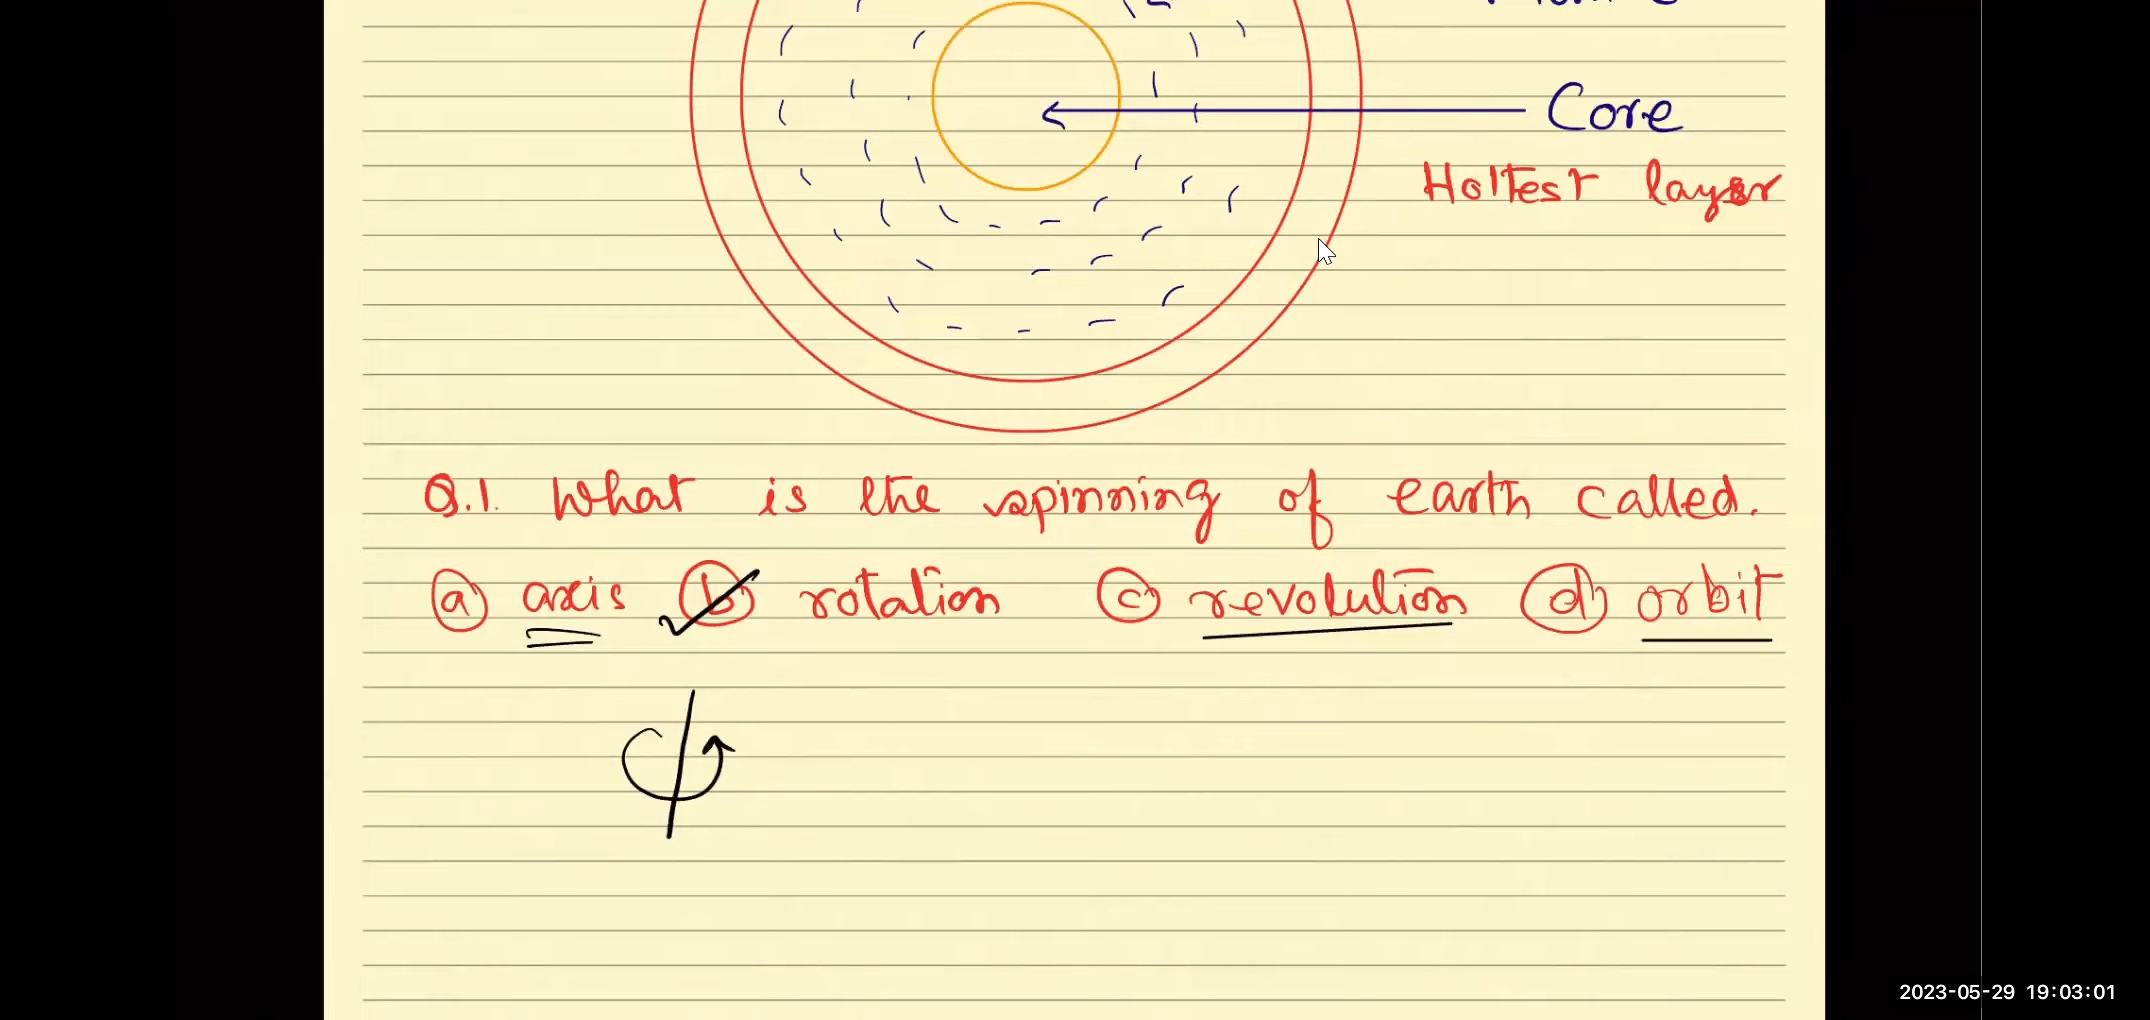 Core
Hottest layer
Q.1. What is the spinning of earth called.
(a) axis (b) rotation (c) revolution (d) orbit
2023-05-29 19:03:01